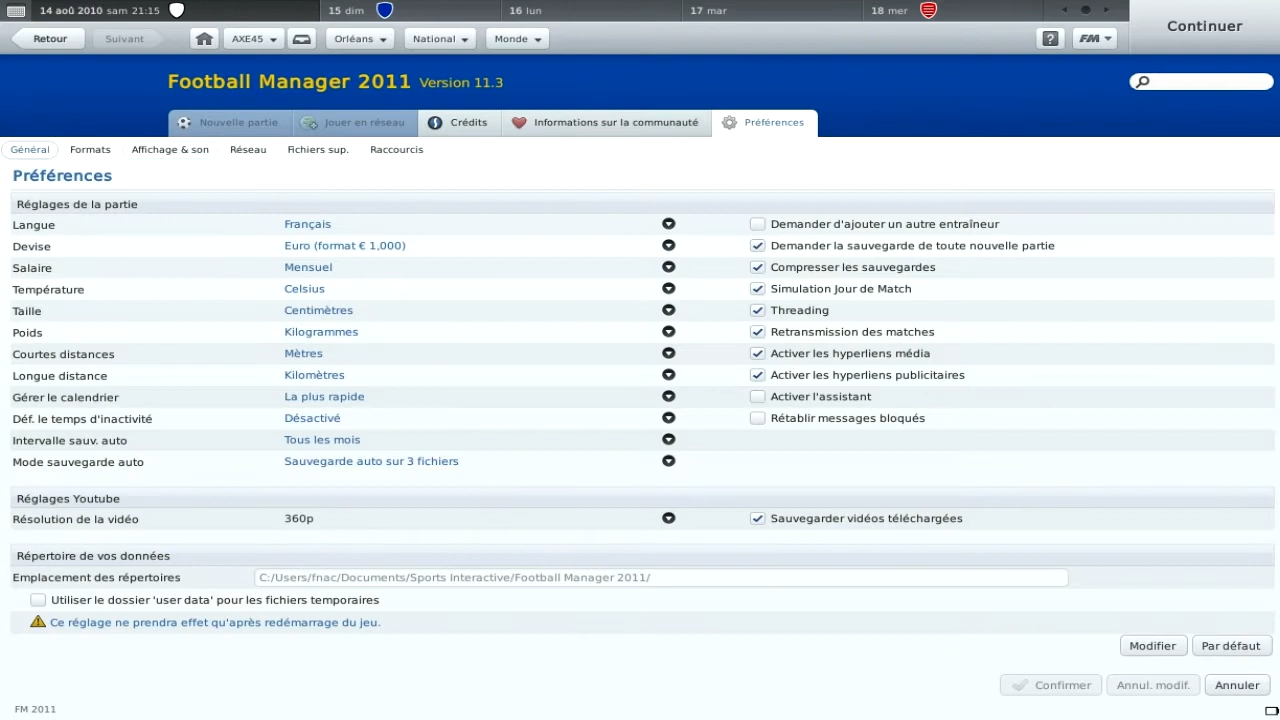 14 aoû 2010 sam 21:15 15 dim 16 lun 17 mar 18 mer
Continuer
Retour Suivant AXE45 Orléans National Monde ? FM
Football Manager 2011 Version 11.3
Nouvelle partie Jouer en réseau Crédits Informations sur la communauté Préférences
Général Formats Affichage & son Réseau Fichiers sup. Raccourcis
Préférences
Réglages de la partie
Langue Français Demander d'ajouter un autre entraîneur
Devise Euro (format € 1,000) Demander la sauvegarde de toute nouvelle partie
Salaire Mensuel Compresser les sauvegardes
Température Celsius Simulation Jour de Match
Taille Centimètres Threading
Poids Kilogrammes Retransmission des matches
Courtes distances Mètres Activer les hyperliens média
Longue distance Kilomètres Activer les hyperliens publicitaires
Gérer le calendrier La plus rapide Activer l'assistant
Déf. le temps d'inactivité Désactivé Rétablir messages bloqués
Intervalle sauv. auto Tous les mois
Mode sauvegarde auto Sauvegarde auto sur 3 fichiers
Réglages Youtube
Résolution de la vidéo 360p Sauvegarder vidéos téléchargées
Répertoire de vos données
Emplacement des répertoires C:/Users/fnac/Documents/Sports Interactive/Football Manager 2011/
Utiliser le dossier 'user data' pour les fichiers temporaires
Ce réglage ne prendra effet qu'après redémarrage du jeu.
Modifier Par défaut
Confirmer Annul. modif. Annuler
FM 2011